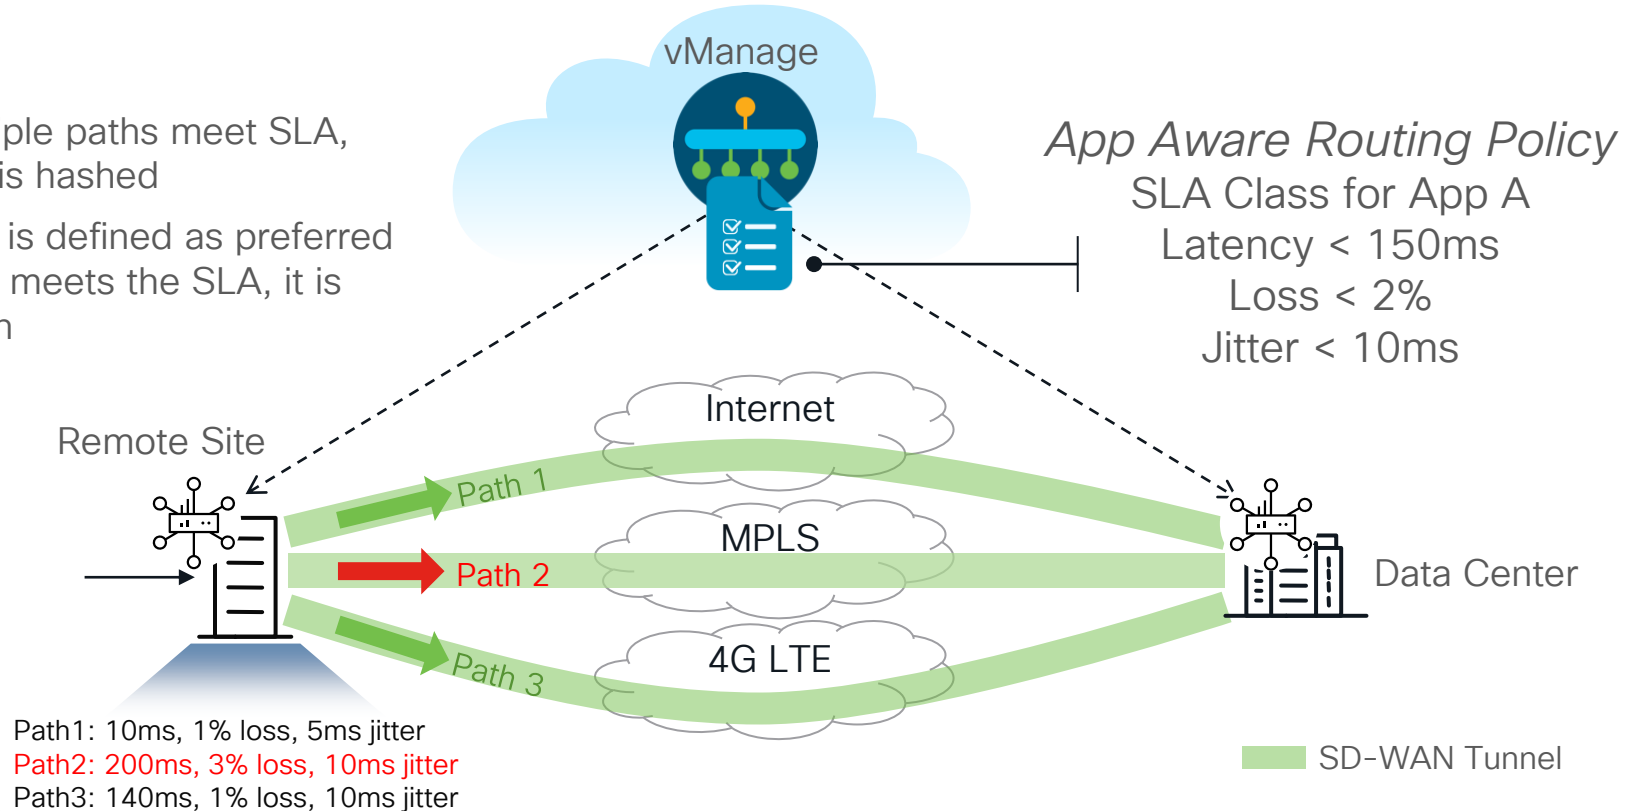 vManage
ple paths meet SLA,
is hashed
is defined as preferred
meets the SLA, it is
App Aware Routing Policy
SLA Class for App A
Latency < 150ms
Loss < 2%
Jitter < 10ms
Internet
Remote Site
Path 1
MPLS
Path 2
Data Center
4G LTE
Path 3
Path1: 10ms, 1% loss, 5ms jitter
Path2: 200ms, 3% loss, 10ms jitter
Path3: 140ms, 1% loss, 10ms jitter
SD-WAN Tunnel